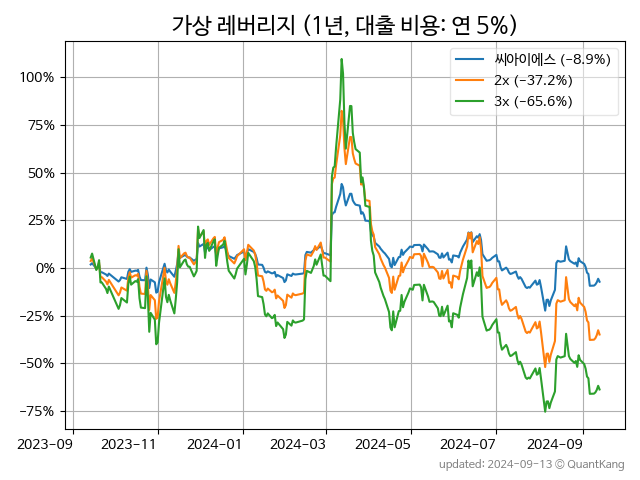 가상 레버리지 (1년, 대출 비용: 연 5%)
씨아이에스 (−8.9%)
2x (−37.2%)
3x (−65.6%)
100%
75%
50%
25%
0%
−25%
−50%
−75%
2023-09 2023-11 2024-01 2024-03 2024-05 2024-07 2024-09
updated: 2024-09-13 ⓒ QuantKang